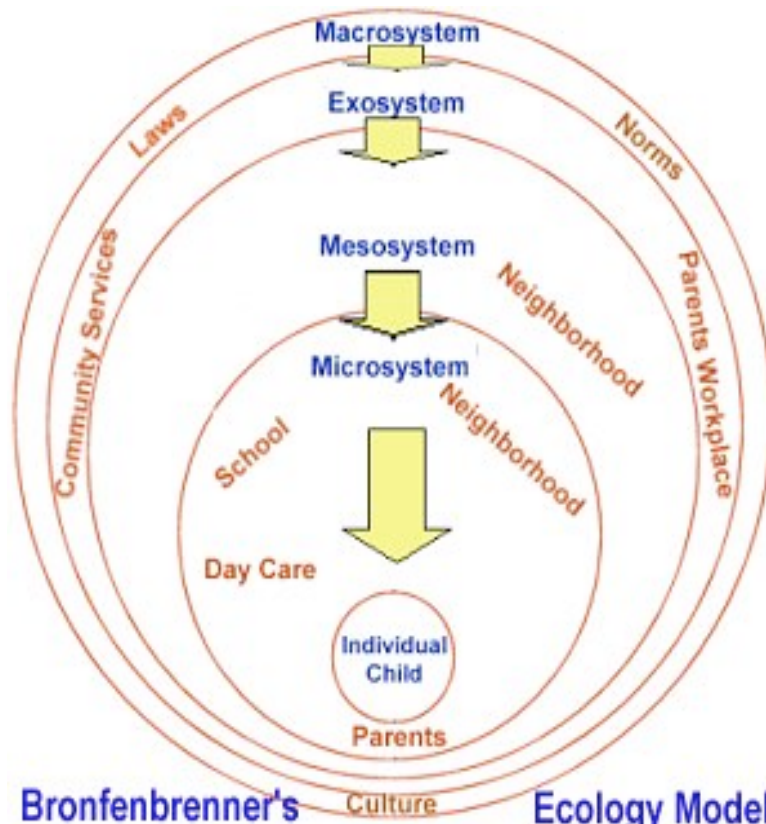 Macrosystem
Exosystem
Laws
Norms
Mesosystem
Neighborhood
Community Services
Parents Workplace
Microsystem
School
Neighborhood
Day Care
Individual
Child
Parents
Culture
Bronfenbrenner's
Ecology Model